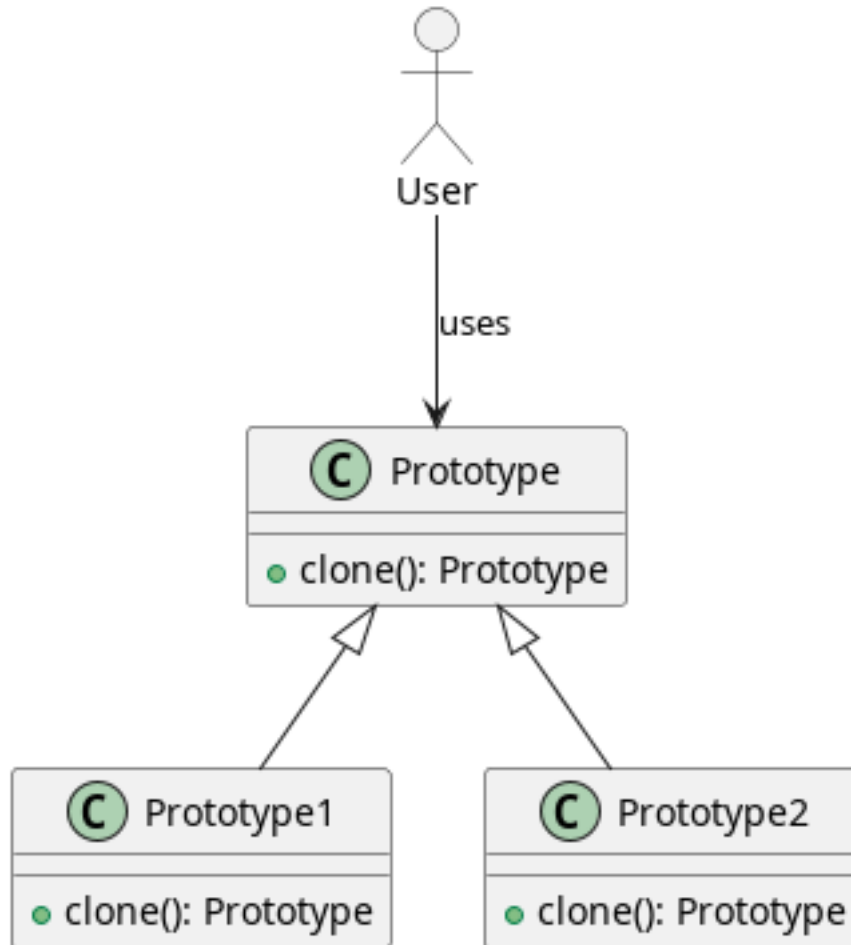 User
uses
C Prototype
clone(): Prototype
C Prototype1
C Prototype2
clone(): Prototype
clone(): Prototype